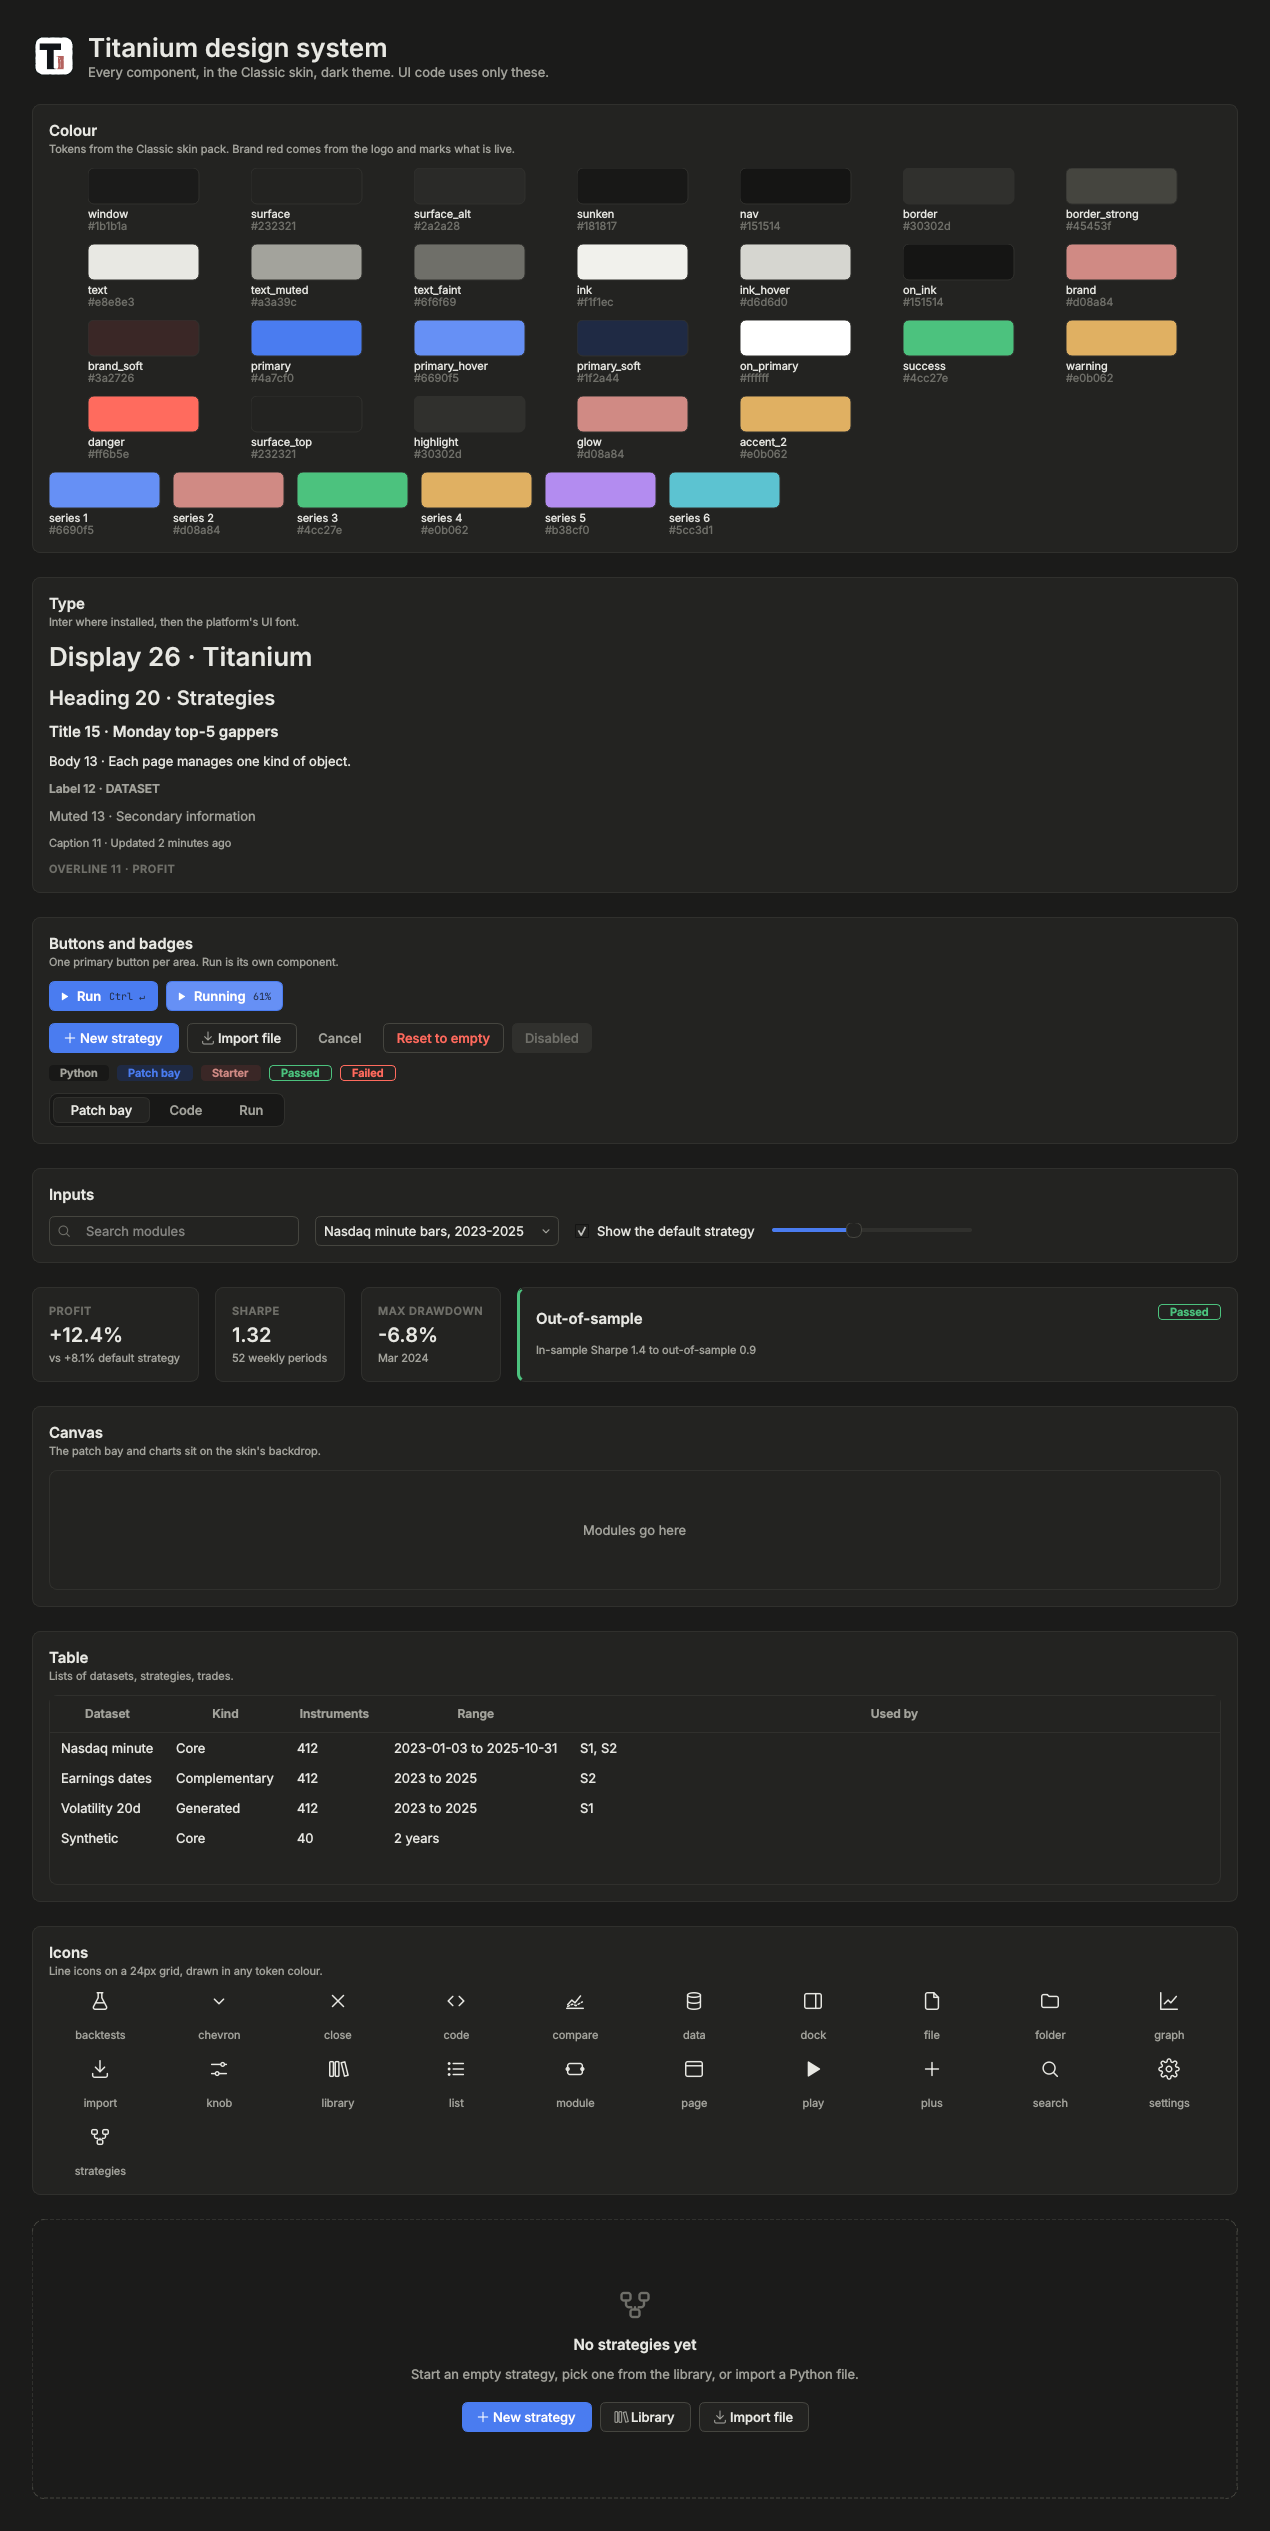 Titanium design system
Every component, in the Classic skin, dark theme. UI code uses only these.
Colour
Tokens from the Classic skin pack. Brand red comes from the logo and marks what is live.
window surface surface_alt sunken nav border border_strong
#1b1b1a #232321 #2a2a28 #181817 #151514 #30302d #45453f
text text_muted text_faint ink ink_hover on_ink brand
#e8e8e3 #a3a39c #6f6f69 #f1f1ec #d6d6d0 #151514 #d08a84
brand_soft primary primary_hover primary_soft on_primary success warning
#3a2726 #4a7cf0 #6690f5 #1f2a44 #ffffff #4cc27e #e0b062
danger surface_top highlight glow accent_2
#ff6b5e #232321 #30302d #d08a84 #e0b062
series 1 series 2 series 3 series 4 series 5 series 6
#6690f5 #d08a84 #4cc27e #e0b062 #b38cf0 #5cc3d1
Type
Inter where installed, then the platform's UI font.
Display 26 · Titanium
Heading 20 · Strategies
Title 15 · Monday top-5 gappers
Body 13 · Each page manages one kind of object.
Label 12 · DATASET
Muted 13 · Secondary information
Caption 11 · Updated 2 minutes ago
OVERLINE 11 · PROFIT
Buttons and badges
One primary button per area. Run is its own component.
Run Ctrl ↵ Running 61%
New strategy Import file Cancel Reset to empty Disabled
Python Patch bay Starter Passed Failed
Patch bay Code Run
Inputs
Search modules Nasdaq minute bars, 2023-2025 Show the default strategy
PROFIT
+12.4%
vs +8.1% default strategy
SHARPE
1.32
52 weekly periods
MAX DRAWDOWN
-6.8%
Mar 2024
Out-of-sample Passed
In-sample Sharpe 1.4 to out-of-sample 0.9
Canvas
The patch bay and charts sit on the skin's backdrop.
Modules go here
Table
Lists of datasets, strategies, trades.
Dataset Kind Instruments Range Used by
Nasdaq minute Core 412 2023-01-03 to 2025-10-31 S1, S2
Earnings dates Complementary 412 2023 to 2025 S2
Volatility 20d Generated 412 2023 to 2025 S1
Synthetic Core 40 2 years
Icons
Line icons on a 24px grid, drawn in any token colour.
backtests chevron close code compare data dock file folder graph
import knob library list module page play plus search settings
strategies
No strategies yet
Start an empty strategy, pick one from the library, or import a Python file.
New strategy Library Import file